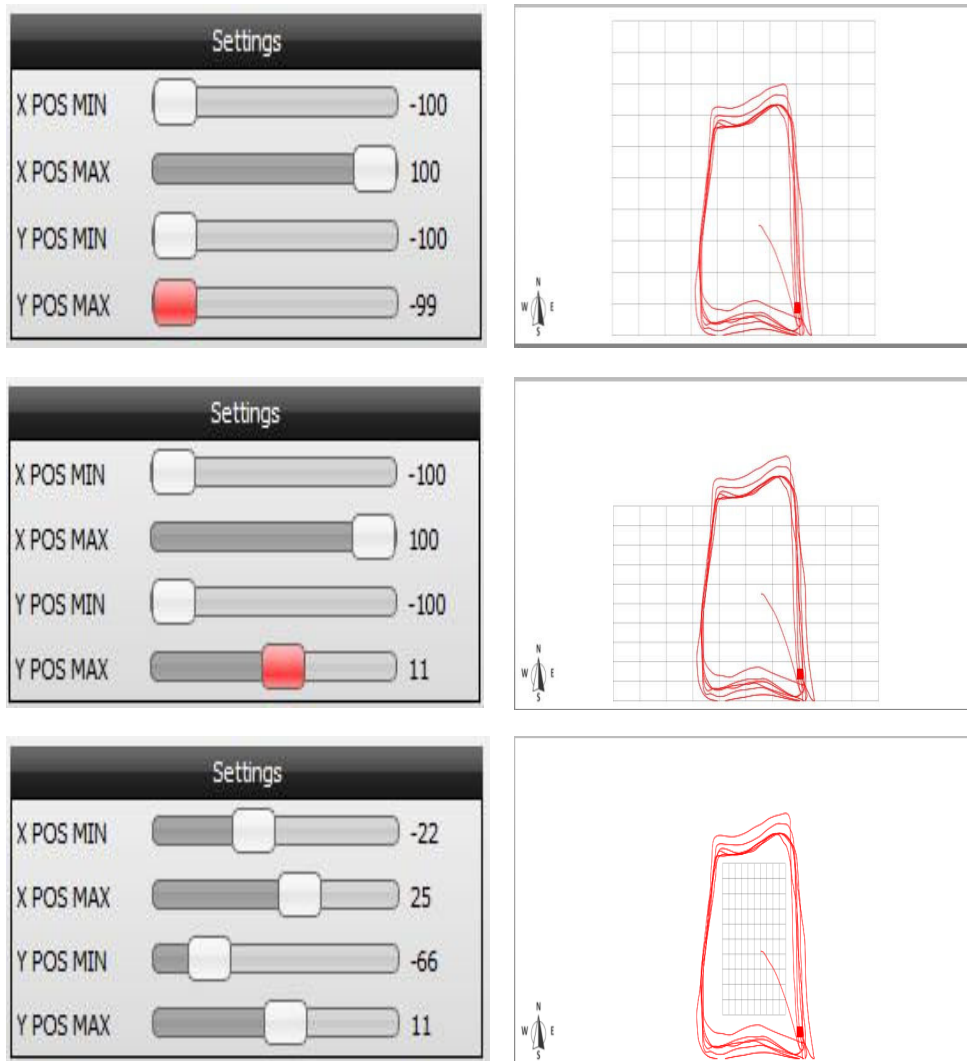 Settings
X POS MIN -100
X POS MAX 100
Y POS MIN -100
Y POS MAX -99
N
W E
S
Settings
X POS MIN -100
X POS MAX 100
Y POS MIN -100
Y POS MAX 11
N
W E
S
Settings
X POS MIN -22
X POS MAX 25
Y POS MIN -66
Y POS MAX 11
N
W E
S